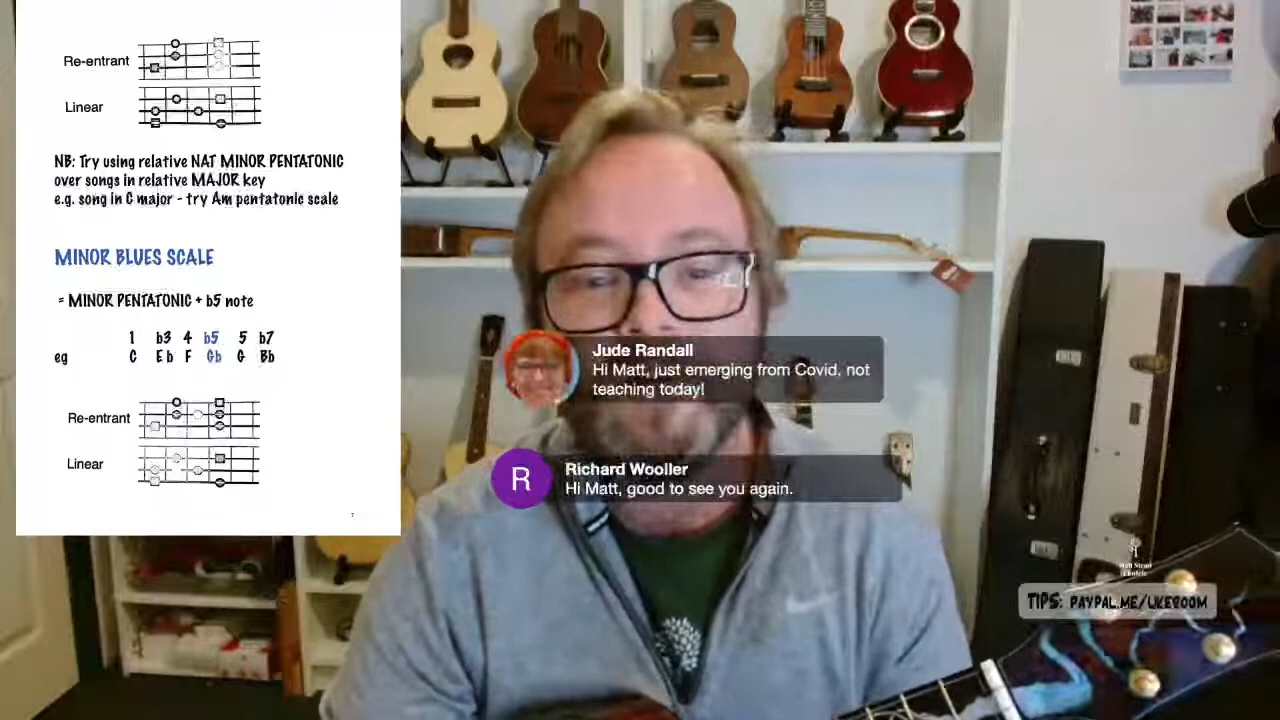 Re-entrant
Linear
NB: Try using relative NAT MINOR PENTATONIC
over songs in relative MAJOR key
e.g. song in C major - try Am pentatonic scale
MINOR BLUES SCALE
= MINOR PENTATONIC + b5 note
1 b3 4 b5 5 b7
eg C Eb F Gb G Bb
Re-entrant
Linear
7
Jude Randall
Hi Matt, just emerging from Covid, not
teaching today!
R
Richard Wooller
Hi Matt, good to see you again.
TIPS: PAYPAL.ME/UKEBOOM